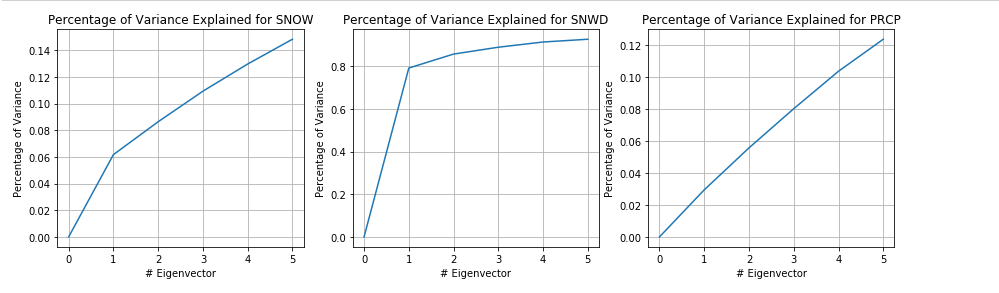 Percentage of Variance Explained for SNOW
Percentage of Variance
0.14
0.12
0.10
0.08
0.06
0.04
0.02
0.00
0 1 2 3 4 5
# Eigenvector
Percentage of Variance Explained for SNWD
Percentage of Variance
0.8
0.6
0.4
0.2
0.0
0 1 2 3 4 5
# Eigenvector
Percentage of Variance Explained for PRCP
Percentage of Variance
0.12
0.10
0.08
0.06
0.04
0.02
0.00
0 1 2 3 4 5
# Eigenvector